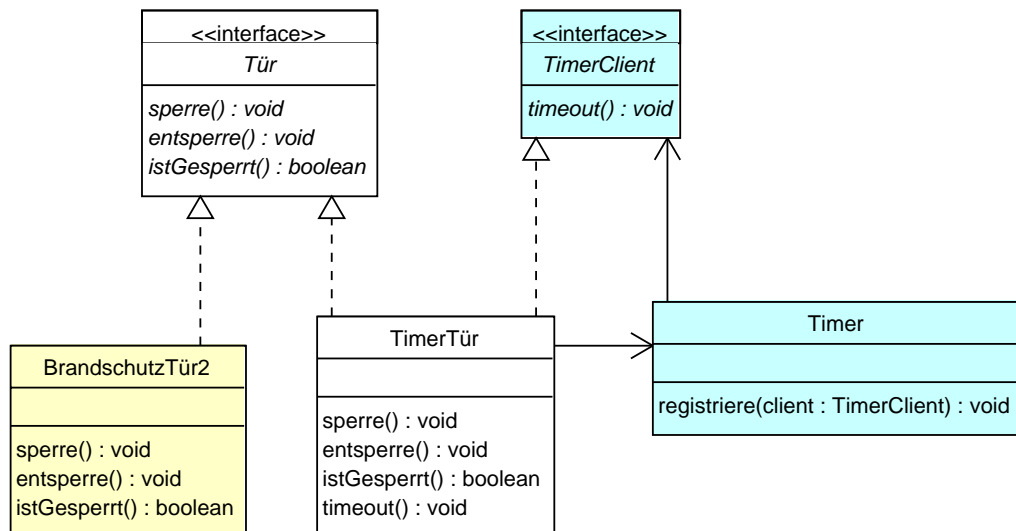 <<interface>>
Tür
sperre() : void
entsperre() : void
istGesperrt() : boolean
<<interface>>
TimerClient
timeout() : void
BrandschutzTür2
sperre() : void
entsperre() : void
istGesperrt() : boolean
TimerTür
sperre() : void
entsperre() : void
istGesperrt() : boolean
timeout() : void
Timer
registriere(client : TimerClient) : void